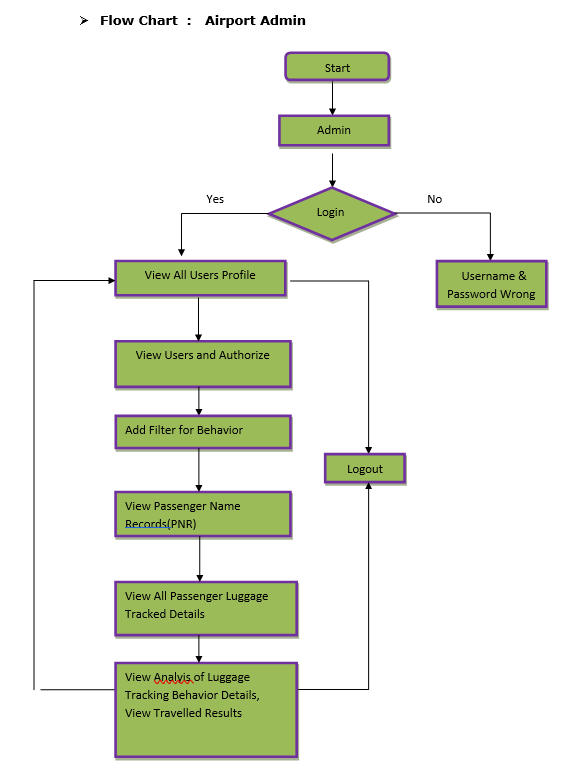 ➢ Flow Chart : Airport Admin
Start
Admin
Login
Yes
No
View All Users Profile
Username &
Password Wrong
View Users and Authorize
Add Filter for Behavior
Logout
View Passenger Name
Records(PNR)
View All Passenger Luggage
Tracked Details
View Analvis of Luggage
Tracking Behavior Details,
View Travelled Results